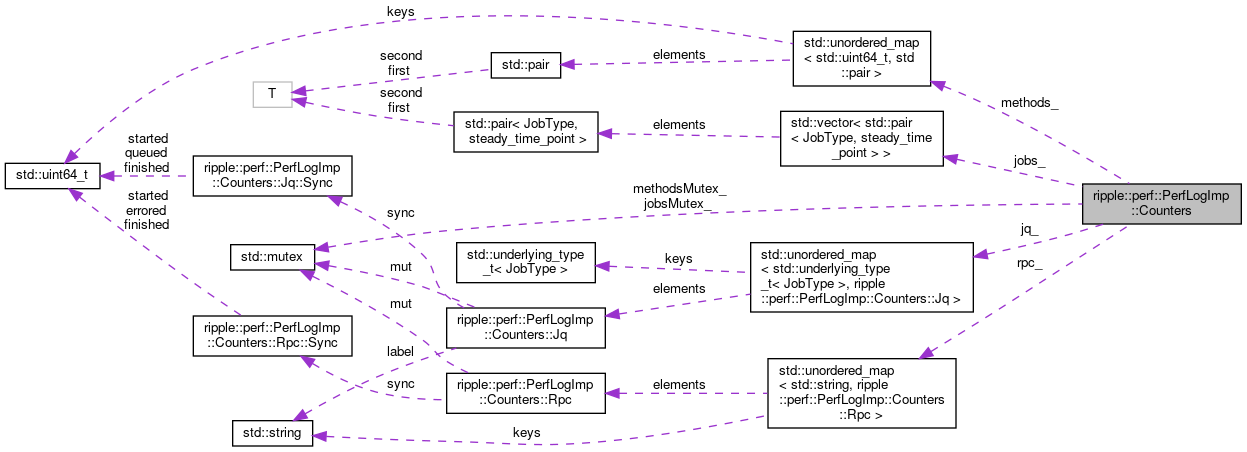 keys
std::unordered_map
< std::uint64_t, std
::pair >
elements
std::pair
second
first
T
methods_
second
first
std::pair< JobType,
steady_time_point >
elements
std::vector< std::pair
< JobType, steady_time
_point > >
jobs_
started
queued
finished
std::uint64_t
ripple::perf::PerfLogImp
::Counters::Jq::Sync
methodsMutex_
jobsMutex_
ripple::perf::PerfLogImp
::Counters
started
errored
finished
sync
jq_
std::mutex
std::underlying_type
_t< JobType >
keys
std::unordered_map
< std::underlying_type
_t< JobType >, ripple
::perf::PerfLogImp::Counters::Jq >
rpc_
mut
elements
mut
ripple::perf::PerfLogImp
::Counters::Jq
ripple::perf::PerfLogImp
::Counters::Rpc::Sync
label
sync
ripple::perf::PerfLogImp
::Counters::Rpc
elements
std::unordered_map
< std::string, ripple
::perf::PerfLogImp::Counters
::Rpc >
std::string
keys